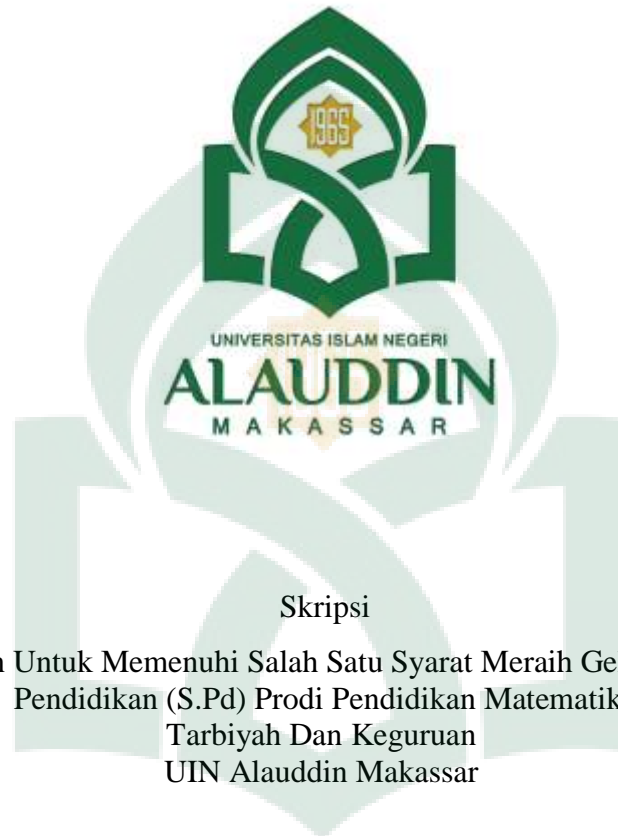 1965
UNIVERSITAS ISLAM NEGERI
ALAUDDIN
MAKASSAR
Skripsi
Untuk Memenuhi Salah Satu Syarat Meraih
Pendidikan (S.Pd) Prodi Pendidikan
Tarbiyah Dan Keguruan
UIN Alauddin Makassar